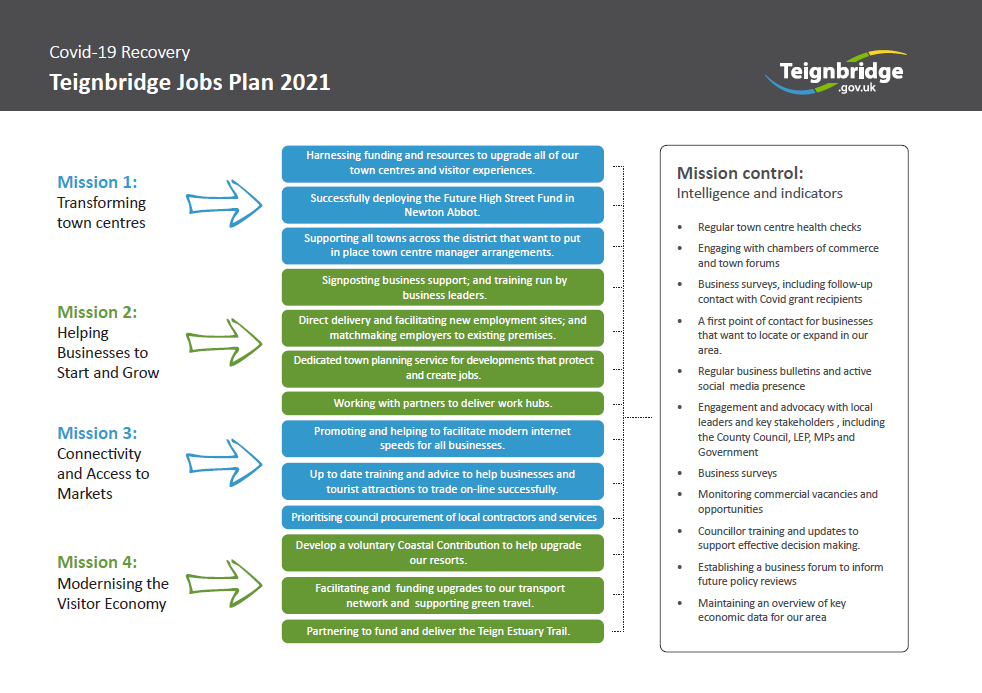 Covid-19 Recovery
Teignbridge Jobs Plan 2021
Teignbridge
.gov.uk
Mission 1:
Transforming
town centres
Harnessing funding and resources to upgrade all of our
town centres and visitor experiences.
Successfully deploying the Future High Street Fund in
Newton Abbot.
Supporting all towns across the district that want to put
in place town centre manager arrangements.
Mission 2:
Helping
Businesses to
Start and Grow
Signposting business support; and training run by
business leaders.
Direct delivery and facilitating new employment sites; and
matchmaking employers to existing premises.
Dedicated town planning service for developments that protect
and create jobs.
Working with partners to deliver work hubs.
Mission 3:
Connectivity
and Access to
Markets
Promoting and helping to facilitate modern internet
speeds for all businesses.
Up to date training and advice to help businesses and
tourist attractions to trade on-line successfully.
Prioritising council procurement of local contractors and services
Mission 4:
Modernising the
Visitor Economy
Develop a voluntary Coastal Contribution to help upgrade
our resorts.
Facilitating and funding upgrades to our transport
network and supporting green travel.
Partnering to fund and deliver the Teign Estuary Trail.
Mission control:
Intelligence and indicators
• Regular town centre health checks
• Engaging with chambers of commerce
and town forums
• Business surveys, including follow-up
contact with Covid grant recipients
• A first point of contact for businesses
that want to locate or expand in our
area.
• Regular business bulletins and active
social media presence
• Engagement and advocacy with local
leaders and key stakeholders , including
the County Council, LEP, MPs and
Government
• Business surveys
• Monitoring commercial vacancies and
opportunities
• Councillor training and updates to
support effective decision making.
• Establishing a business forum to inform
future policy reviews
• Maintaining an overview of key
economic data for our area